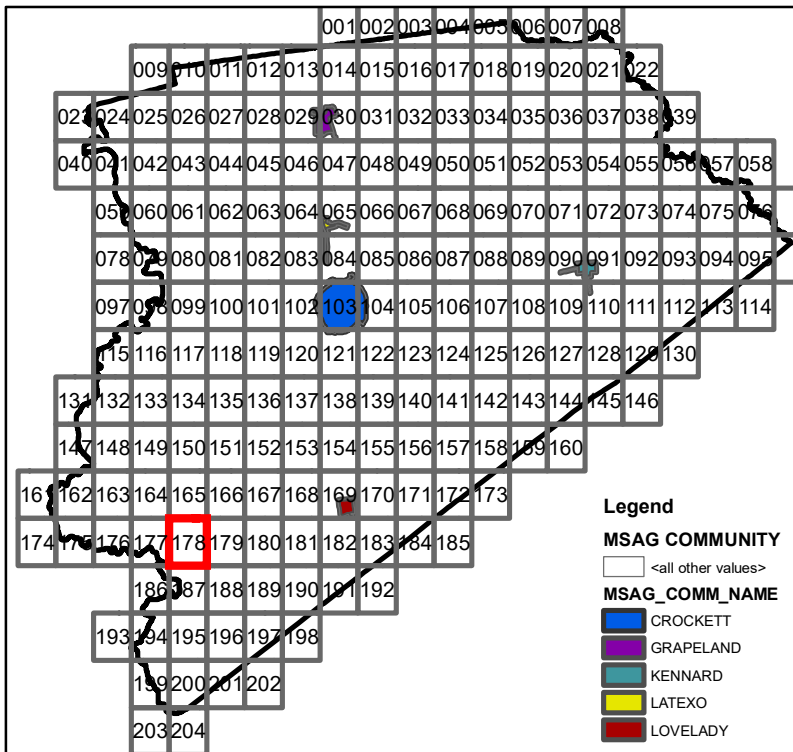 001 002 003 004 005 006 007 008
009 010 011 012 013 014 015 016 017 018 019 020 021 022
023 024 025 026 027 028 029 030 031 032 033 034 035 036 037 038 039
040 041 042 043 044 045 046 047 048 049 050 051 052 053 054 055 056 057 058
059 060 061 062 063 064 065 066 067 068 069 070 071 072 073 074 075 076
078 079 080 081 082 083 084 085 086 087 088 089 090 091 092 093 094 095
097 098 099 100 101 102 103 104 105 106 107 108 109 110 111 112 113 114
115 116 117 118 119 120 121 122 123 124 125 126 127 128 129 130
131 132 133 134 135 136 137 138 139 140 141 142 143 144 145 146
147 148 149 150 151 152 153 154 155 156 157 158 159 160
161 162 163 164 165 166 167 168 169 170 171 172 173
174 175 176 177 178 179 180 181 182 183 184 185
186 187 188 189 190 191 192
193 194 195 196 197 198
199 200 201 202
203 204
Legend
MSAG COMMUNITY
<all other values>
MSAG_COMM_NAME
CROCKETT
GRAPELAND
KENNARD
LATEXO
LOVELADY